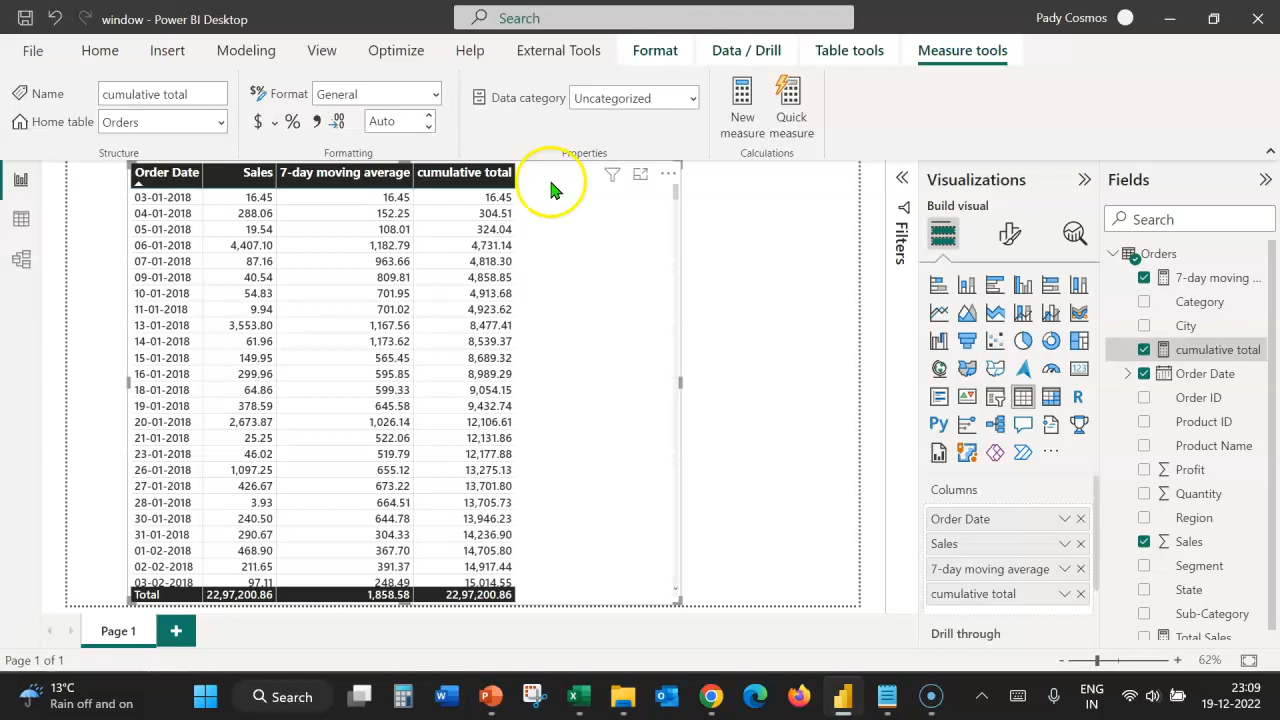 window - Power BI Desktop
Search
Pady Cosmos
File Home Insert Modeling View Optimize Help External Tools Format Data / Drill Table tools Measure tools
Name cumulative total
Format General
Data category Uncategorized
New measure
Quick measure
Home table Orders
$ % Auto
Structure Formatting Properties Calculations
Order Date Sales 7-day moving average cumulative total
03-01-2018 16.45 16.45 16.45
04-01-2018 288.06 152.25 304.51
05-01-2018 19.54 108.01 324.04
06-01-2018 4,407.10 1,182.79 4,731.14
07-01-2018 87.16 963.66 4,818.30
09-01-2018 40.54 809.81 4,858.85
10-01-2018 54.83 701.95 4,913.68
11-01-2018 9.94 701.02 4,923.62
13-01-2018 3,553.80 1,167.56 8,477.41
14-01-2018 61.96 1,173.62 8,539.37
15-01-2018 149.95 565.45 8,689.32
16-01-2018 299.96 595.85 8,989.29
18-01-2018 64.86 599.33 9,054.15
19-01-2018 378.59 645.58 9,432.74
20-01-2018 2,673.87 1,026.14 12,106.61
21-01-2018 25.25 522.06 12,131.86
23-01-2018 46.02 519.79 12,177.88
26-01-2018 1,097.25 655.12 13,275.13
27-01-2018 426.67 673.22 13,701.80
28-01-2018 3.93 664.51 13,705.73
30-01-2018 240.50 644.78 13,946.23
31-01-2018 290.67 304.33 14,236.90
01-02-2018 468.90 367.70 14,705.80
02-02-2018 211.65 391.37 14,917.44
03-02-2018 97.11 248.49 15,014.55
Total 22,97,200.86 1,858.58 22,97,200.86
Filters
Visualizations
Build visual
R
Py
123
...
Columns
Order Date
Sales
7-day moving average
cumulative total
Drill through
Fields
Search
Orders
7-day moving ...
Category
City
cumulative total
Order Date
Order ID
Product ID
Product Name
Profit
Quantity
Region
Sales
Segment
State
Sub-Category
Total Sales
Page 1
Page 1 of 1
62%
13°C
Rain off and on
Search
ENG
IN
23:09
19-12-2022